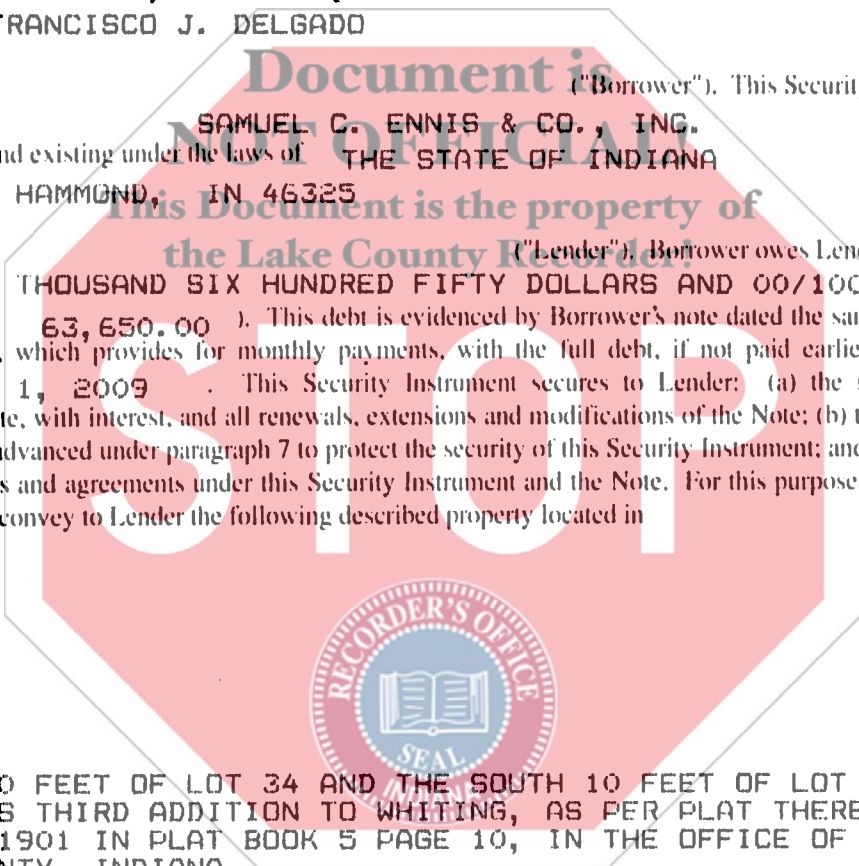 FRANCISCO J. DELGADO
Document is
("Borrower"). This Securit
SAMUEL C. ENNIS & CO., INC.
NOT OFFICIAL!
nd existing under the laws of THE STATE OF INDIANA
HAMMOND, IN 46325
This Document is the property of
the Lake County Recorder!
("Lender"). Borrower owes Len
THOUSAND SIX HUNDRED FIFTY DOLLARS AND 00/100
63,650.00 ). This debt is evidenced by Borrower's note dated the sa
, which provides for monthly payments, with the full debt, if not paid earlie
1, 2009 . This Security Instrument secures to Lender: (a) the
te, with interest, and all renewals, extensions and modifications of the Note; (b) t
advanced under paragraph 7 to protect the security of this Security Instrument; and
s and agreements under this Security Instrument and the Note. For this purpose
convey to Lender the following described property located in
STOP
RECORDER'S OFFICE
SEAL
INDIANA
0 FEET OF LOT 34 AND THE SOUTH 10 FEET OF LOT
S THIRD ADDITION TO WHITING, AS PER PLAT THERE
1901 IN PLAT BOOK 5 PAGE 10, IN THE OFFICE OF
NTY, INDIANA